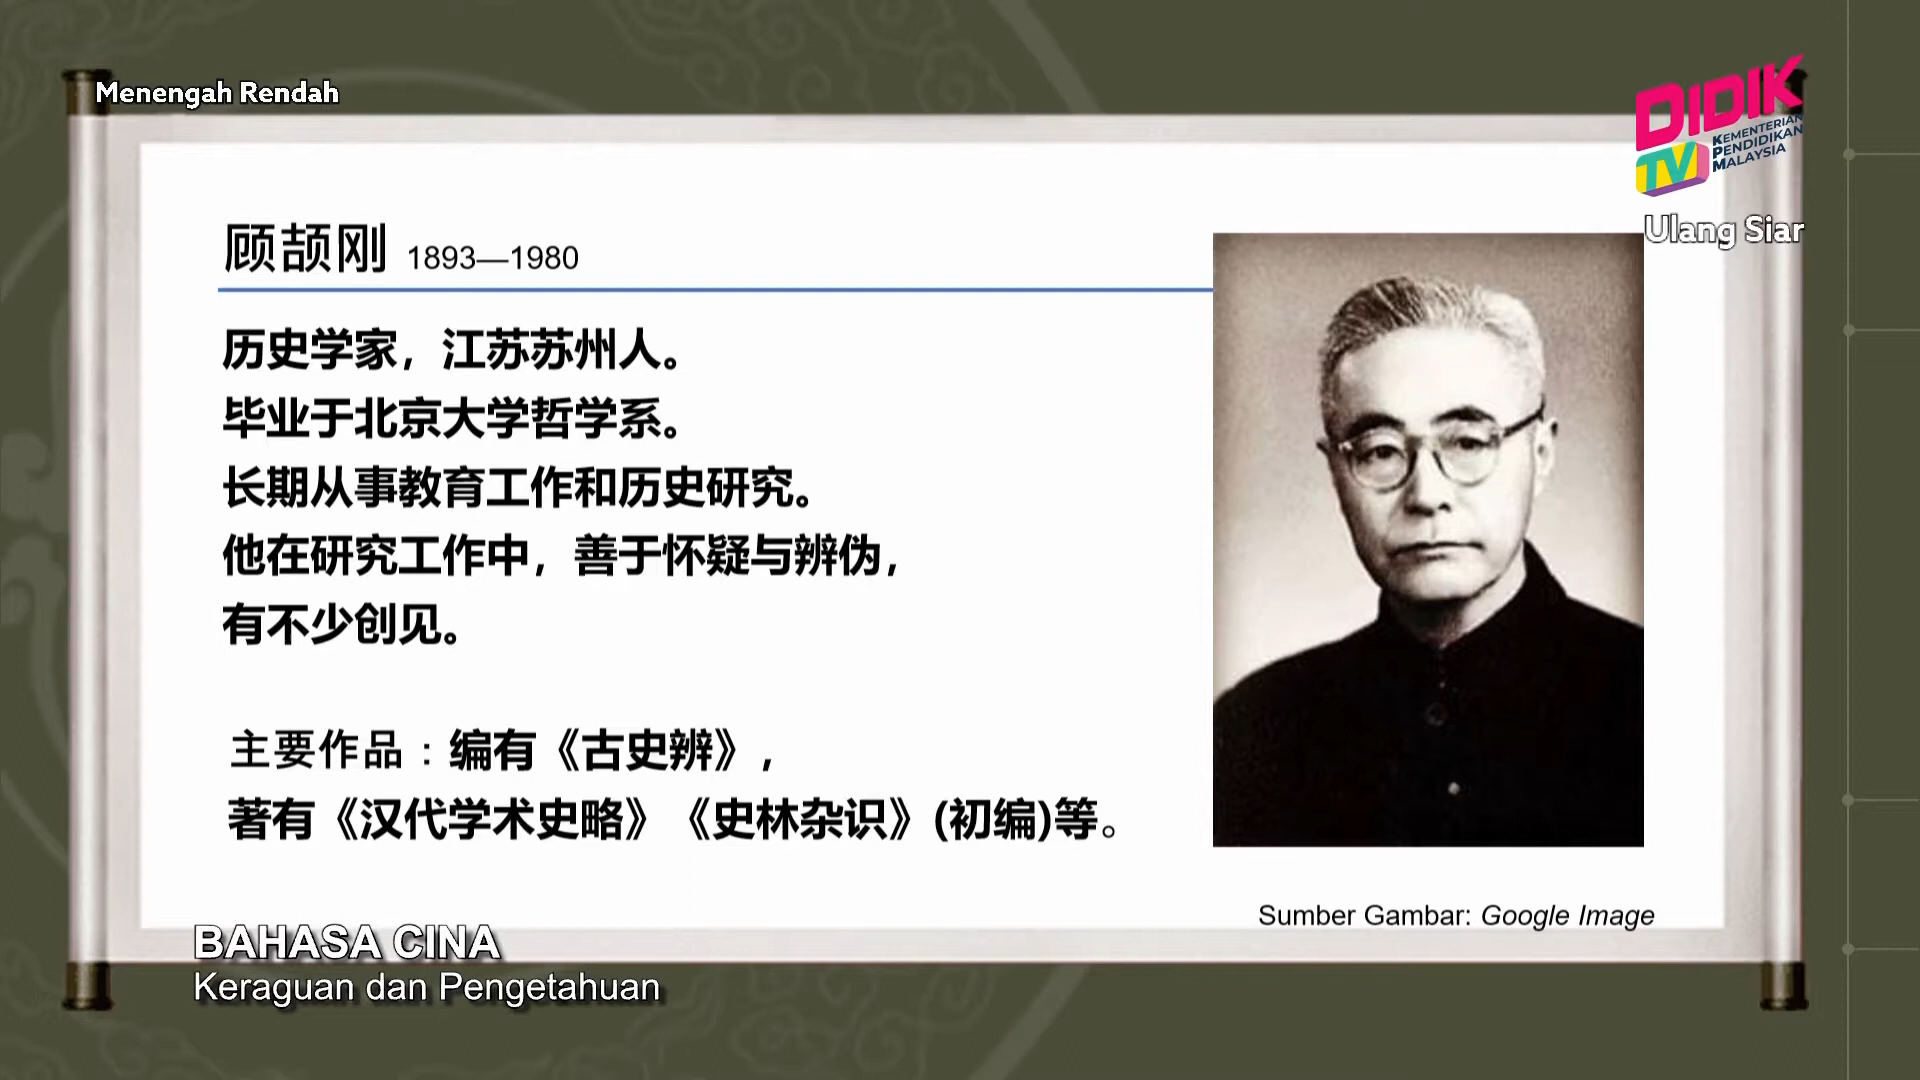 Menengah Rendah
DIDIK
TV
KEMENTERIAN
PENDIDIKAN
MALAYSIA
Ulang Siar
顾颉刚 1893—1980
历史学家，江苏苏州人。
毕业于北京大学哲学系。
长期从事教育工作和历史研究。
他在研究工作中，善于怀疑与辨伪，
有不少创见。
主要作品：编有《古史辨》，
著有《汉代学术史略》《史林杂识》(初编)等。
Sumber Gambar: Google Image
BAHASA CINA
Keraguan dan Pengetahuan